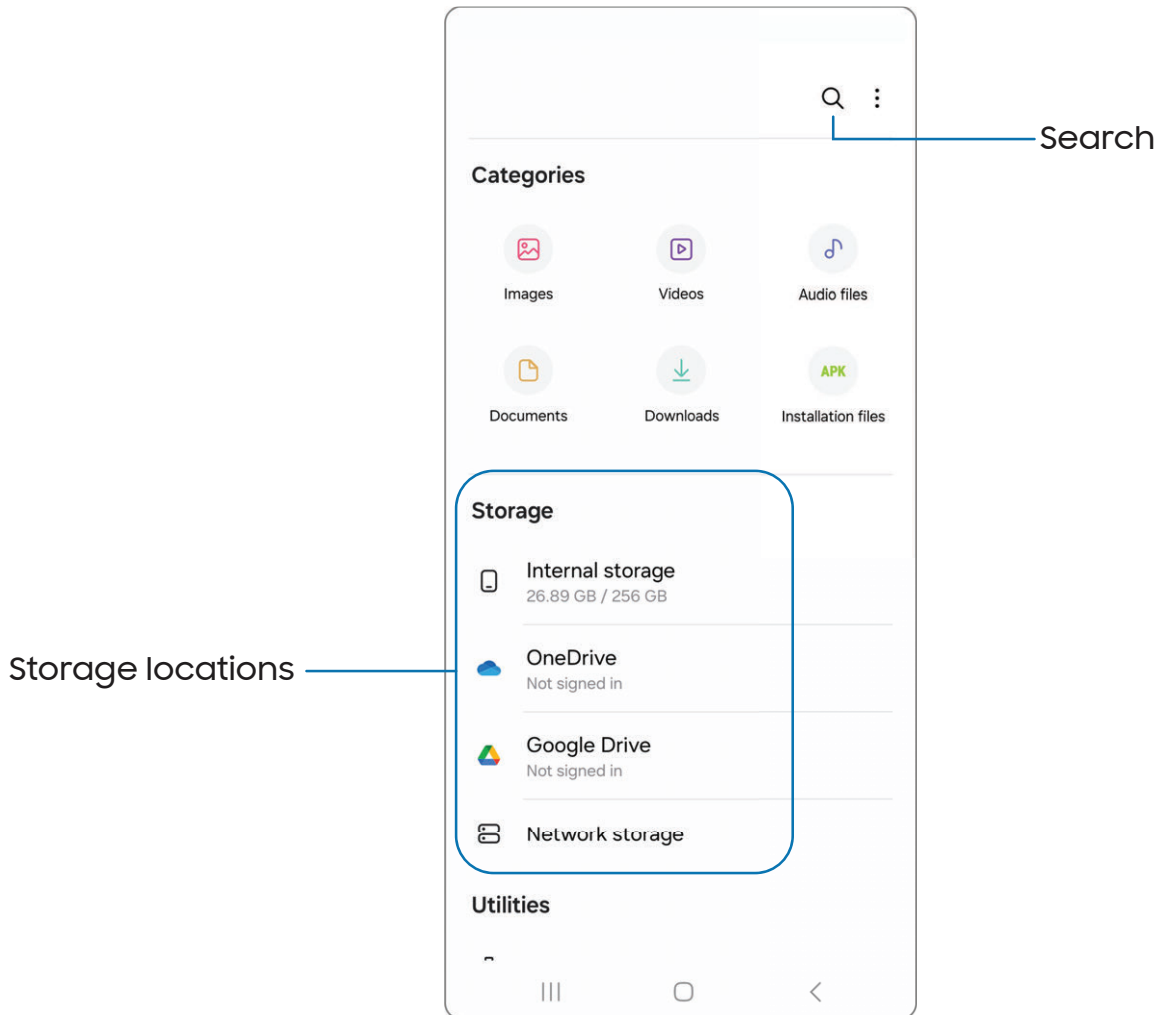 Search
Categories
Images
Videos
Audio files
Documents
Downloads
APK
Installation files
Storage
Internal storage
26.89 GB / 256 GB
Storage locations
OneDrive
Not signed in
Google Drive
Not signed in
Network storage
Utilities